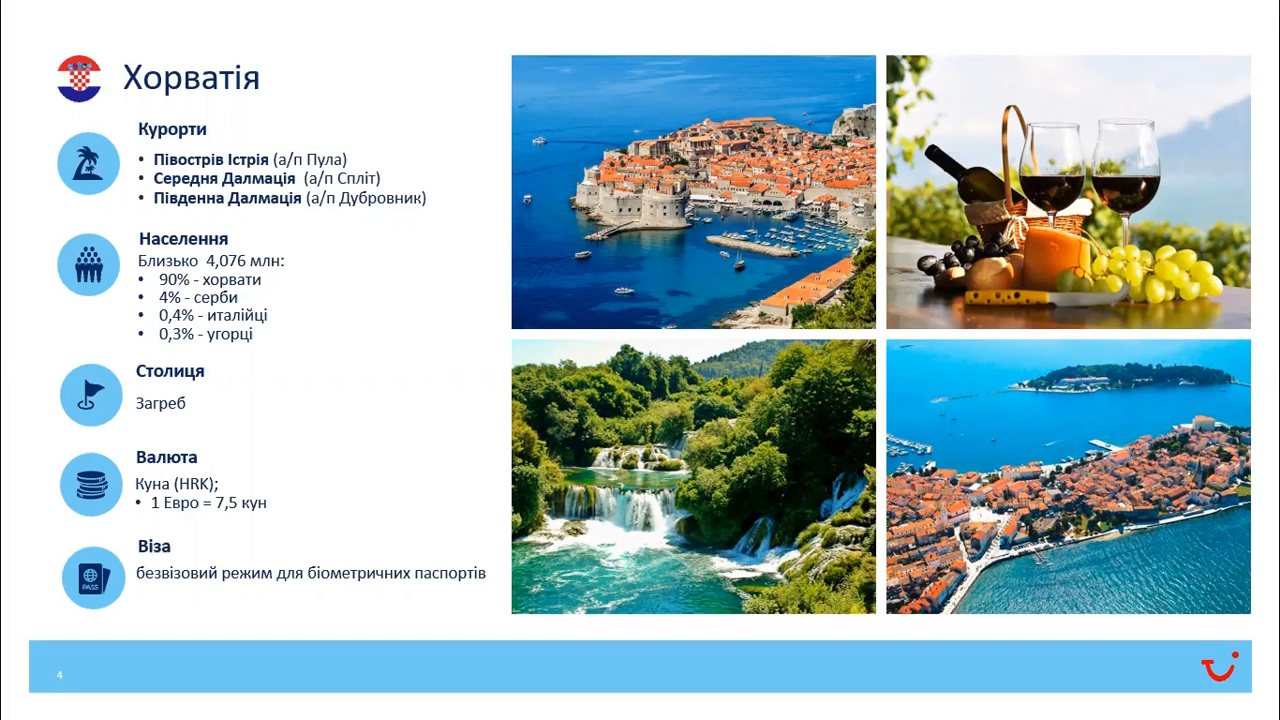 Хорватія
Курорти
• Півострів Істрія (а/п Пула)
• Середня Далмація (а/п Спліт)
• Південна Далмація (а/п Дубровник)
Населення
Близько 4,076 млн:
• 90% - хорвати
• 4% - серби
• 0,4% - италійці
• 0,3% - угорці
Столиця
Загреб
Валюта
Куна (HRK);
• 1 Евро = 7,5 кун
Віза
PASS
безвізовий режим для біометричних паспортів
4